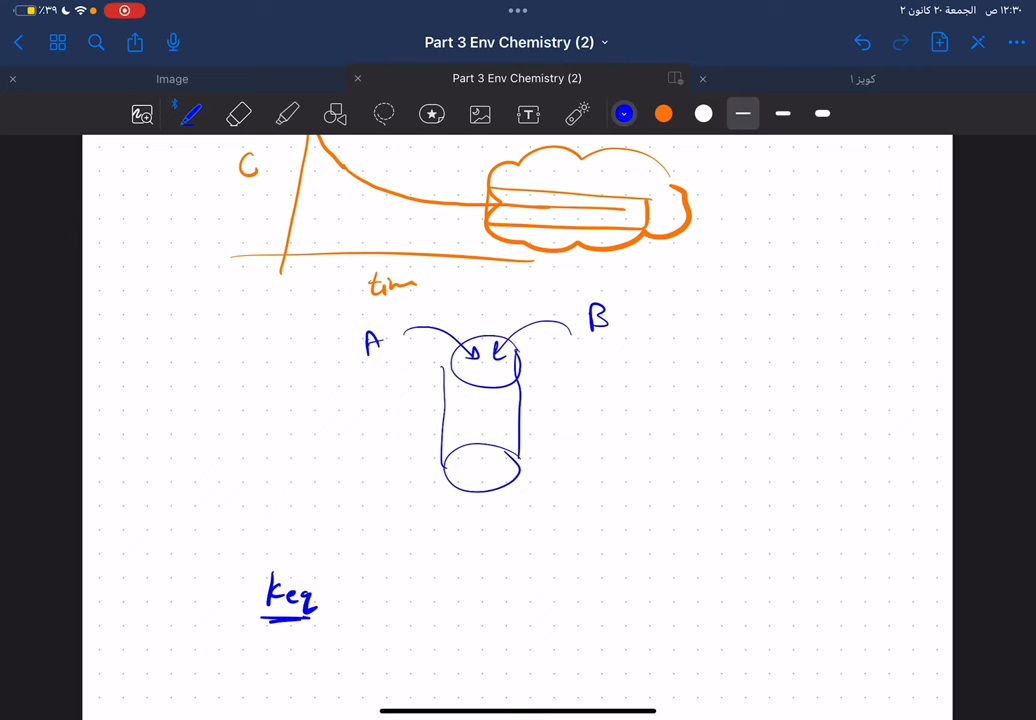 ٪٣٩
١٢:٣٠ ص الجمعة ٢٠ كانون ٢
Part 3 Env Chemistry (2)
Image
Part 3 Env Chemistry (2)
كويز ١
T
C
tim
A
B
Keq